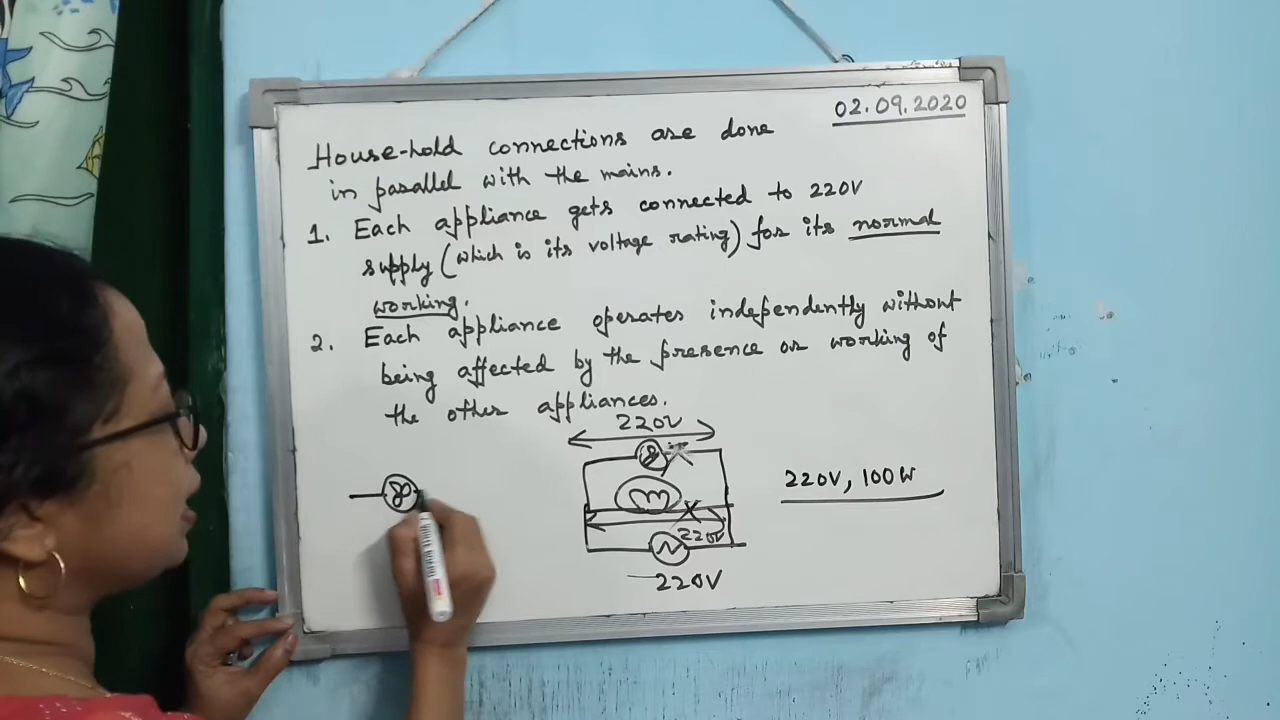 02.09.2020
House-hold connections are done
in parallel with the mains.
1. Each appliance gets connected to 220V
supply (which is its voltage rating) for its normal
working.
2. Each appliance operates independently without
being affected by the presence or working of
the other appliances.
220V
220V, 100W
220V
220V